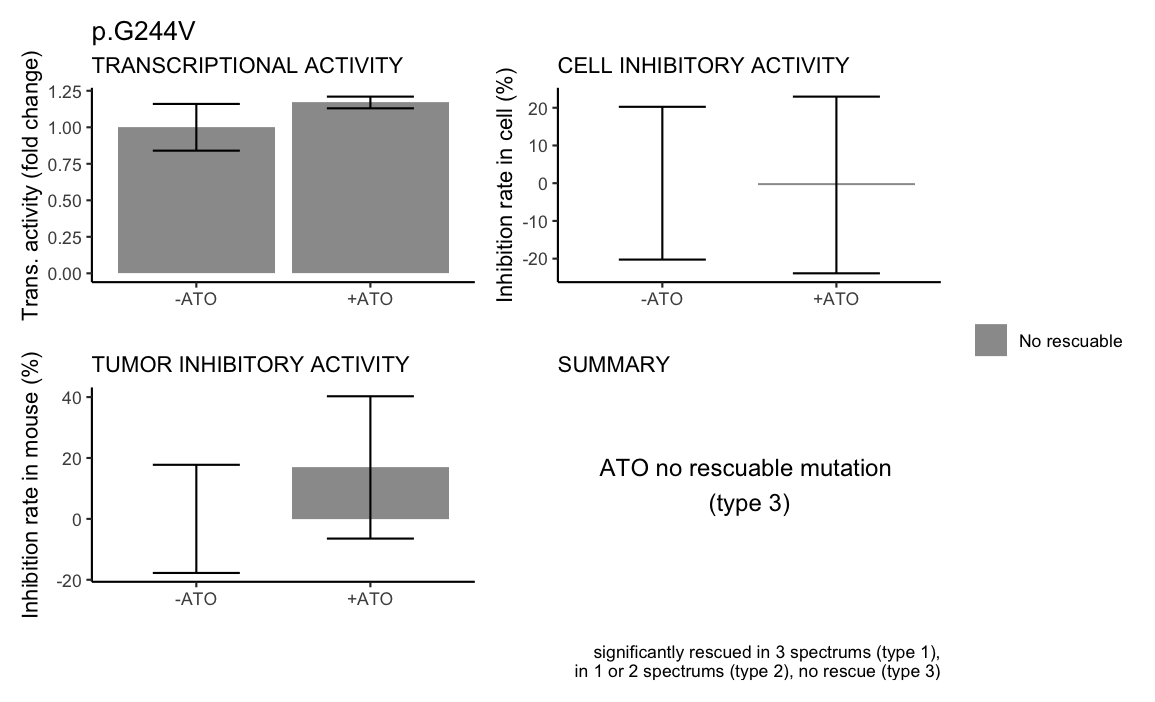 p.G244V
TRANSCRIPTIONAL ACTIVITY
Trans. activity (fold change)
1.25
1.00
0.75
0.50
0.25
0.00
-ATO
+ATO
CELL INHIBITORY ACTIVITY
Inhibition rate in cell (%)
20
10
0
-10
-20
-ATO
+ATO
No rescuable
TUMOR INHIBITORY ACTIVITY
Inhibition rate in mouse (%)
40
20
0
-20
-ATO
+ATO
SUMMARY
ATO no rescuable mutation
(type 3)
significantly rescued in 3 spectrums (type 1),
in 1 or 2 spectrums (type 2), no rescue (type 3)